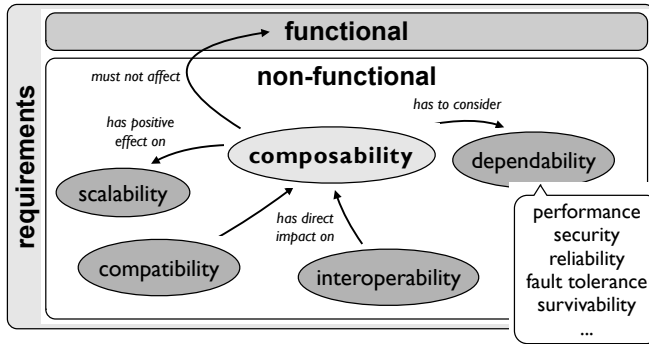 requirements
functional
must not affect
non-functional
has to consider
has positive
effect on
composability
dependability
scalability
has direct
impact on
compatibility
interoperability
performance
security
reliability
fault tolerance
survivability
...